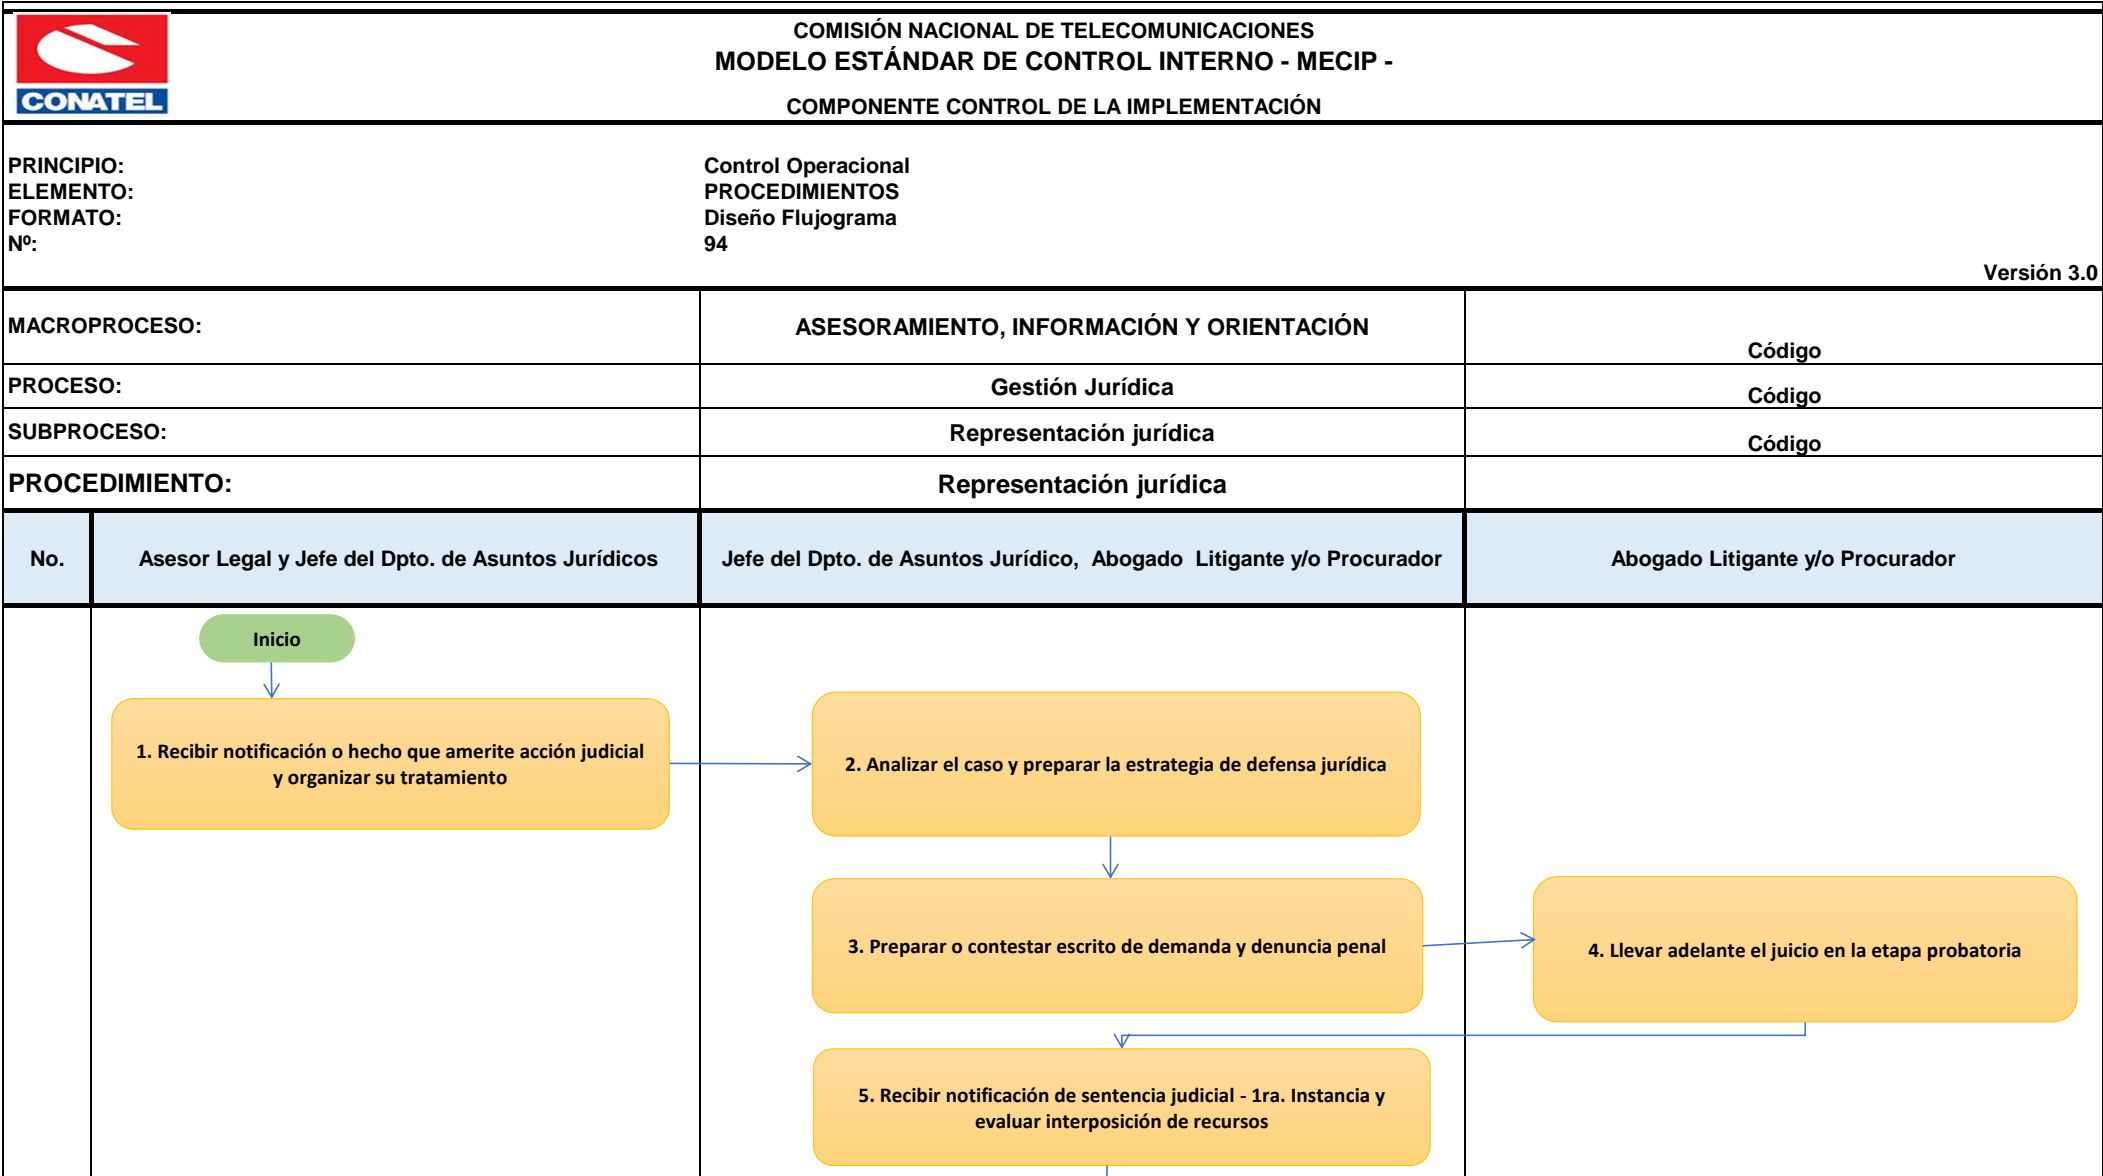 CONATEL
COMISIÓN NACIONAL DE TELECOMUNICACIONES
MODELO ESTÁNDAR DE CONTROL INTERNO - MECIP -
COMPONENTE CONTROL DE LA IMPLEMENTACIÓN
PRINCIPIO: Control Operacional
ELEMENTO: PROCEDIMIENTOS
FORMATO: Diseño Flujograma
Nº: 94
Versión 3.0
MACROPROCESO: ASESORAMIENTO, INFORMACIÓN Y ORIENTACIÓN Código
PROCESO: Gestión Jurídica Código
SUBPROCESO: Representación jurídica Código
PROCEDIMIENTO: Representación jurídica
No. Asesor Legal y Jefe del Dpto. de Asuntos Jurídicos Jefe del Dpto. de Asuntos Jurídico, Abogado Litigante y/o Procurador Abogado Litigante y/o Procurador
Inicio
1. Recibir notificación o hecho que amerite acción judicial
y organizar su tratamiento
2. Analizar el caso y preparar la estrategia de defensa jurídica
3. Preparar o contestar escrito de demanda y denuncia penal
4. Llevar adelante el juicio en la etapa probatoria
5. Recibir notificación de sentencia judicial - 1ra. Instancia y
evaluar interposición de recursos